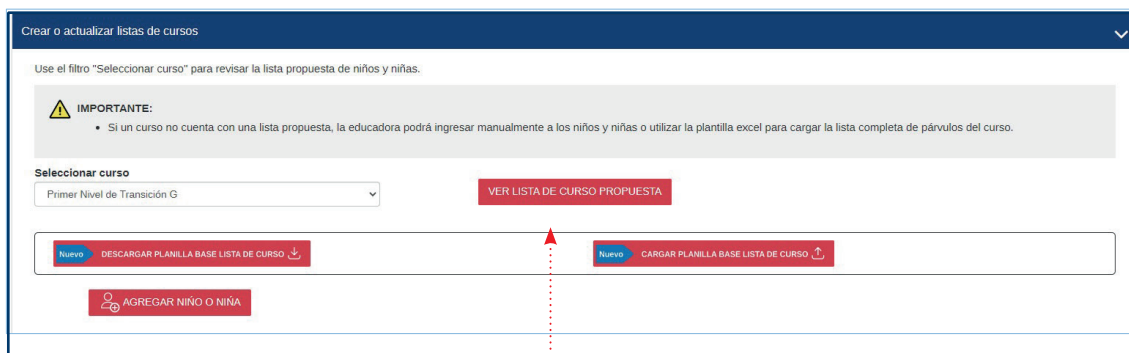 Crear o actualizar listas de cursos
Use el filtro "Seleccionar curso" para revisar la lista propuesta de niños y niñas.
IMPORTANTE:
• Si un curso no cuenta con una lista propuesta, la educadora podrá ingresar manualmente a los niños y niñas o utilizar la plantilla excel para cargar la lista completa de párvulos del curso.
Seleccionar curso
Primer Nivel de Transición G
VER LISTA DE CURSO PROPUESTA
Nuevo DESCARGAR PLANILLA BASE LISTA DE CURSO
Nuevo CARGAR PLANILLA BASE LISTA DE CURSO
AGREGAR NIÑO O NIÑA